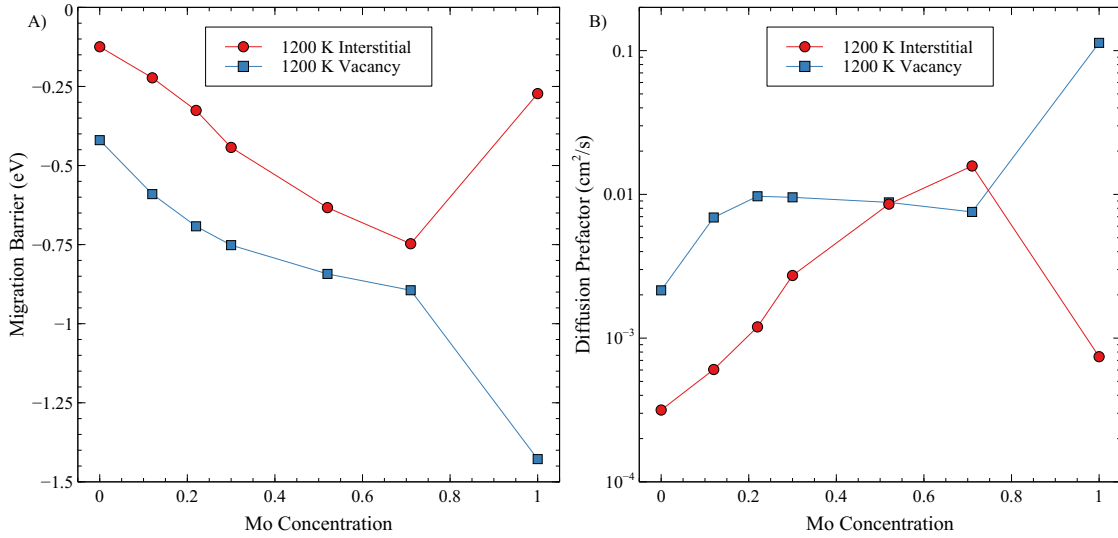 A)
1200 K Interstitial
1200 K Vacancy
Migration Barrier (eV)
0
−0.25
−0.5
−0.75
−1
−1.25
−1.5
0
0.2
0.4
0.6
0.8
1
Mo Concentration
B)
1200 K Interstitial
1200 K Vacancy
Diffusion Prefactor (cm²/s)
0.1
0.01
10⁻³
10⁻⁴
0
0.2
0.4
0.6
0.8
1
Mo Concentration